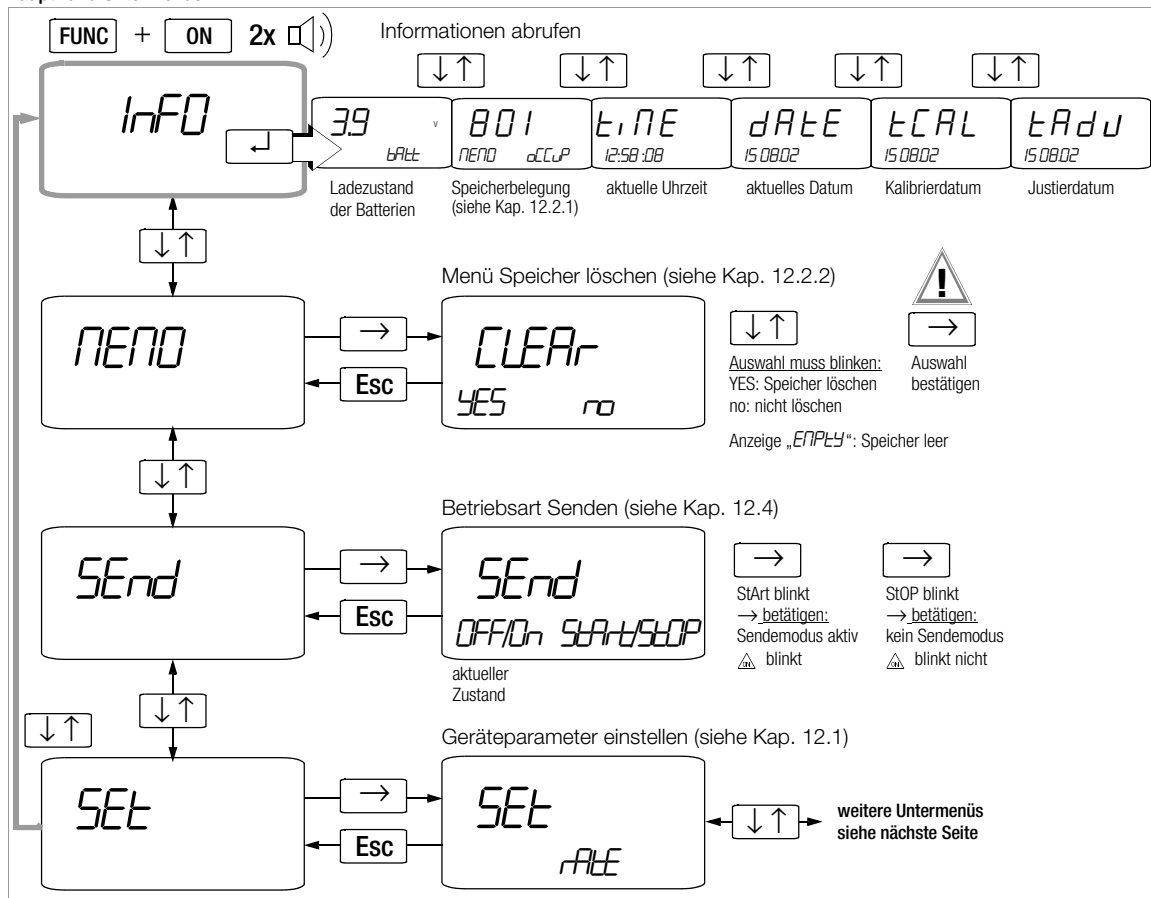 FUNC + ON 2x Informationen abrufen
↓↑ ↓↑ ↓↑ ↓↑ ↓↑
InFO
↵
3.9 V
bAtt
801
MEMO oCCuP
tiME
12:58:08
dAtE
15.08.02
tCAL
15.08.02
tAdJ
15.08.02
Ladezustand
der Batterien
Speicherbelegung
(siehe Kap. 12.2.1)
aktuelle Uhrzeit
aktuelles Datum
Kalibrierdatum
Justierdatum
↓↑
Menü Speicher löschen (siehe Kap. 12.2.2)
MEMO
→
Esc
CLEAr
YES no
↓↑
Auswahl muss blinken:
YES: Speicher löschen
no: nicht löschen
!
→
Auswahl
bestätigen
Anzeige „EMPtY“: Speicher leer
↓↑
Betriebsart Senden (siehe Kap. 12.4)
SEnd
→
Esc
SEnd
OFF/On StArt/StOP
aktueller
Zustand
→
StArt blinkt
→ betätigen:
Sendemodus aktiv
ON blinkt
→
StOP blinkt
→ betätigen:
kein Sendemodus
ON blinkt nicht
↓↑
↓↑
Geräteparameter einstellen (siehe Kap. 12.1)
SEt
→
Esc
SEt
rAtE
↓↑
weitere Untermenüs
siehe nächste Seite